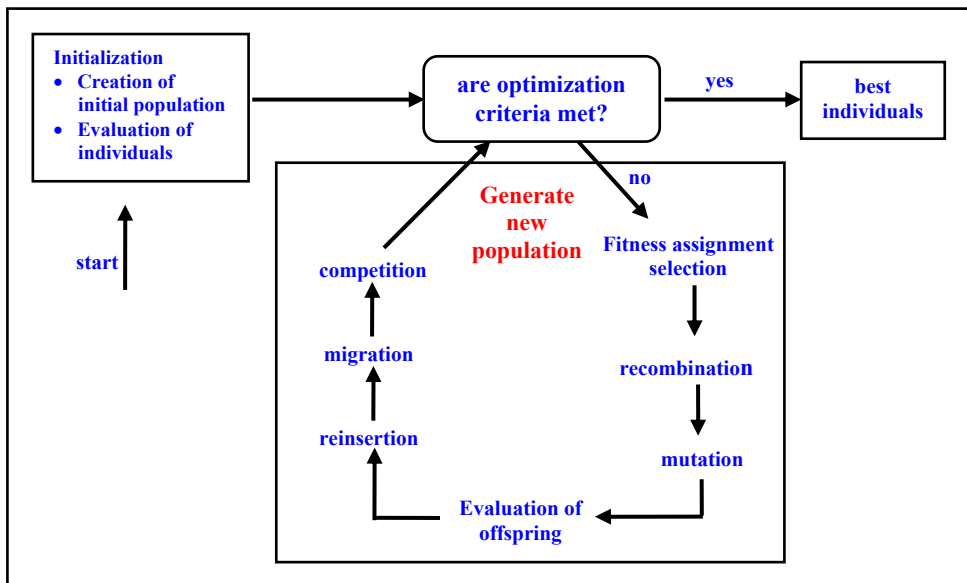 Initialization
• Creation of
initial population
• Evaluation of
individuals
start
are optimization
criteria met?
yes
best
individuals
no
Generate
new
population
Fitness assignment
selection
recombination
mutation
Evaluation of
offspring
reinsertion
migration
competition